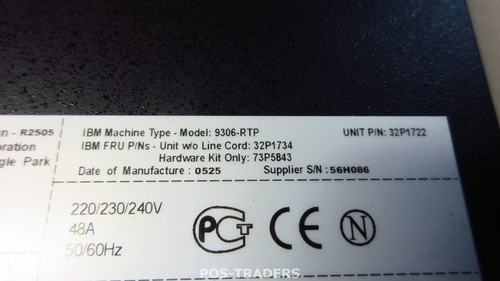 on - R2505
IBM Machine Type - Model: 9306-RTP
UNIT P/N: 32P1722
oration
IBM FRU P/Ns - Unit w/o Line Cord: 32P1734
gle Park
Hardware Kit Only: 73P5843
Date of Manufacture : 0525
Supplier S/N : 56H086
220/230/240V
48A
50/60Hz
PCT CE N
POS-TRADERS